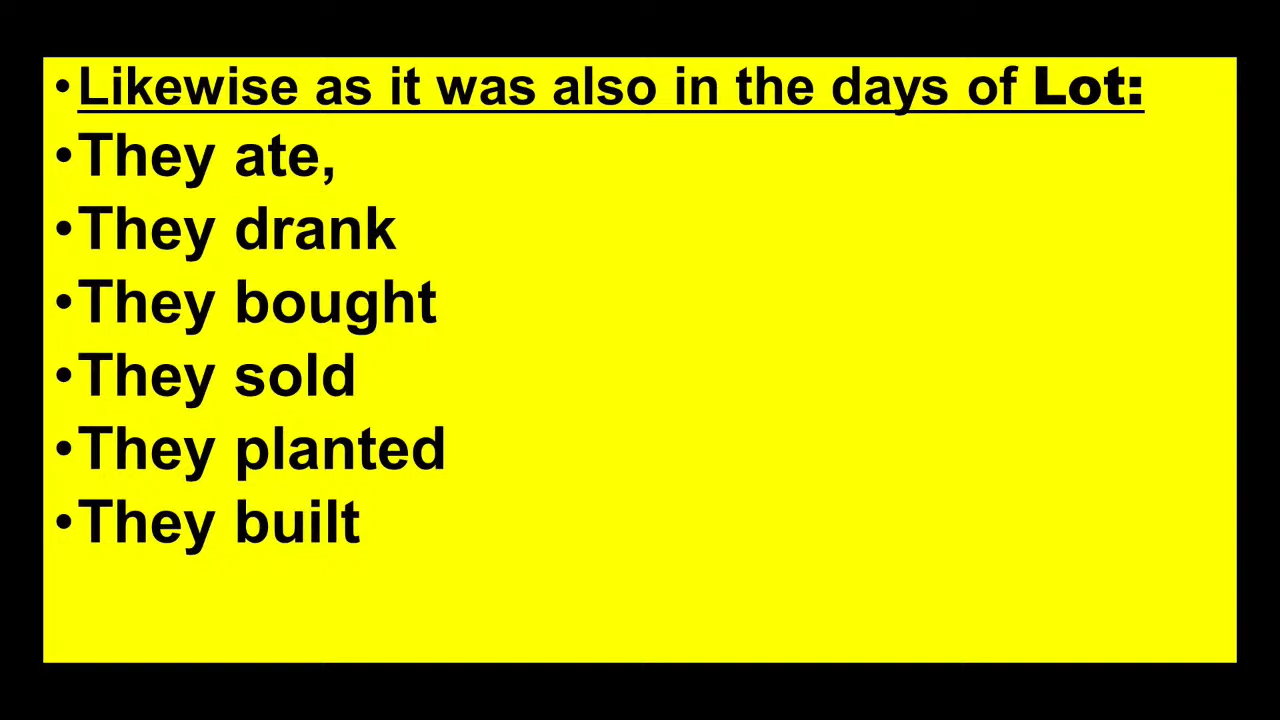 •Likewise as it was also in the days of Lot:
•They ate,
•They drank
•They bought
•They sold
•They planted
•They built